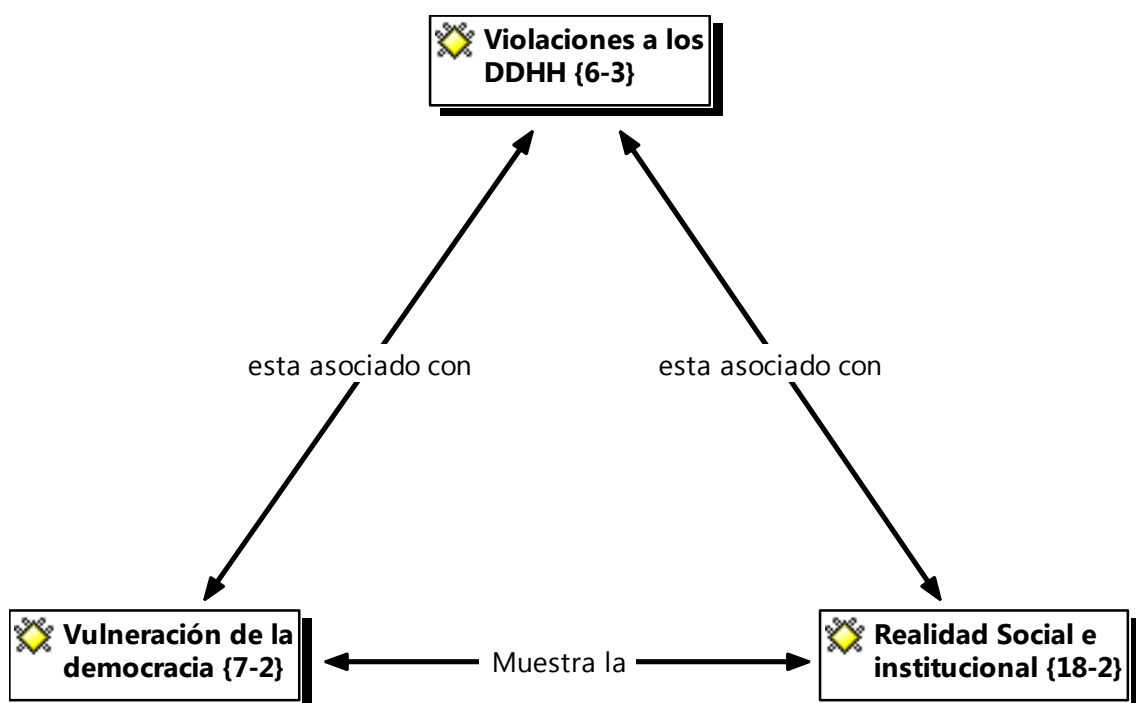 Violaciones a los
DDHH {6-3}
esta asociado con
esta asociado con
Vulneración de la
democracia {7-2}
Muestra la
Realidad Social e
institucional {18-2}